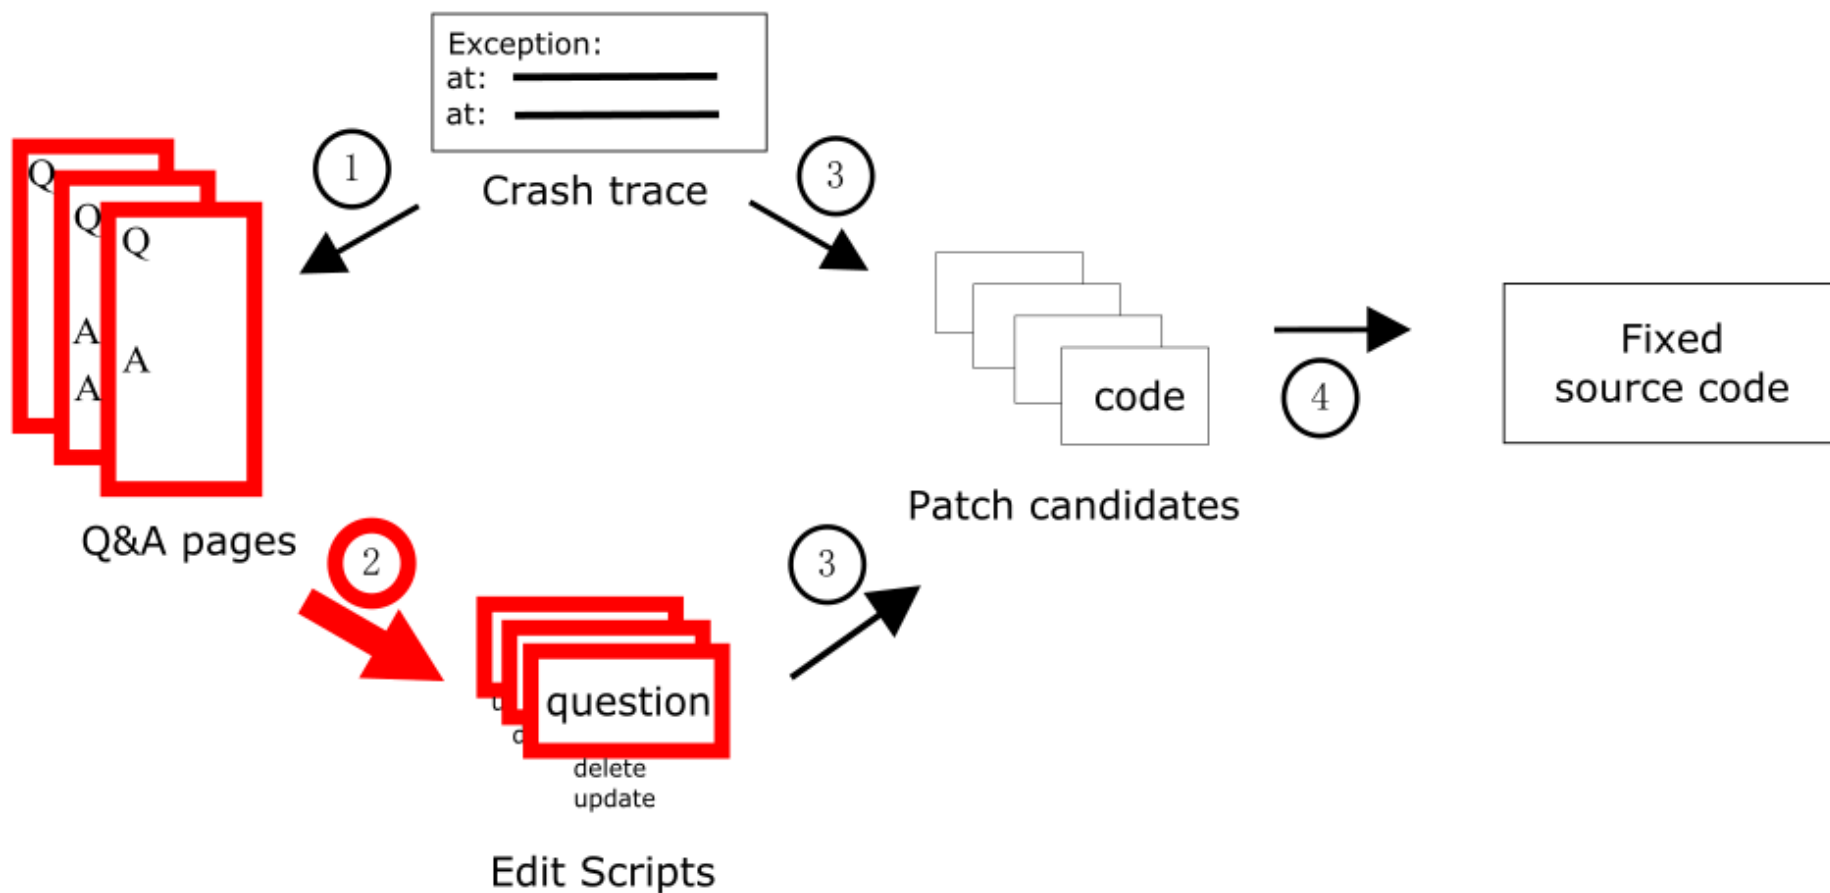 Exception:
at:
at:
Crash trace
1
3
Q
Q
Q
A
A
A
Q&A pages
2
question
delete
update
Edit Scripts
3
code
Patch candidates
4
Fixed
source code